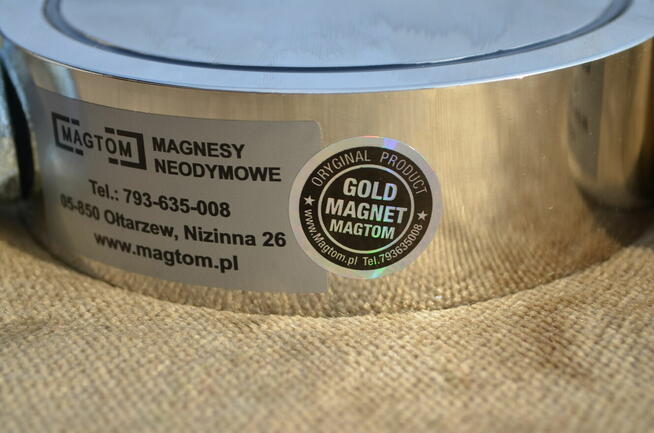 MAGTOM
MAGNESY
NEODYMOWE
Tel.: 793-635-008
05-850 Ołtarzew, Nizinna 26
www.magtom.pl
ORYGINAL PRODUCT
GOLD
MAGNET
MAGTOM
★ www.Magtom.pl Tel.793635008 ★